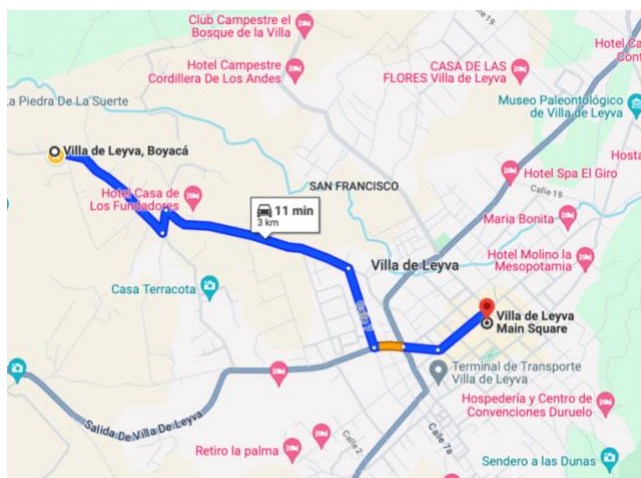 Calle 19
Club Campestre el
Bosque de la Villa
Hotel Campestre
Cordillera De Los Andes
CASA DE LAS
FLORES Villa de Leyva
Hotel Ca
Cont
La Piedra De La Suerte
Museo Paleontológico
de Villa de Leyva
Villa de Leyva, Boyacá
Hosta
Hotel Spa El Giro
Calle 19
SAN FRANCISCO
Hotel Casa de
Los Fundadores
11 min
3 km
Maria Bonita
Villa de Leyva
Hotel Molino la
Mesopotamia
Casa Terracota
Villa de Leyva
Main Square
Terminal de Transporte
Villa de Leyva
Salida De Villa De Leyva
Hospedería y Centro de
Convenciones Duruelo
Calle 7a
Calle 2
Retiro la palma
Sendero a las Dunas